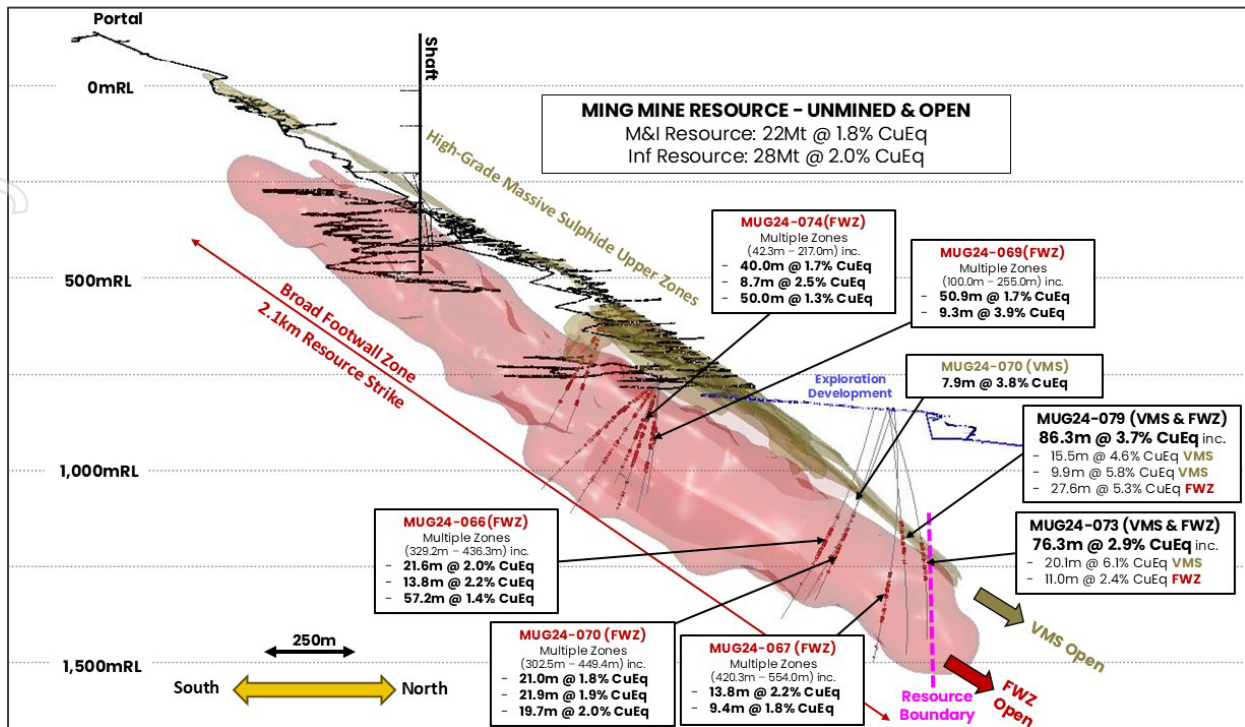 Portal
Shaft
0mRL
MING MINE RESOURCE - UNMINED & OPEN
M&I Resource: 22Mt @ 1.8% CuEq
Inf Resource: 28Mt @ 2.0% CuEq
High-Grade Massive Sulphide Upper Zones
MUG24-074(FWZ)
Multiple Zones
(42.3m – 217.0m) inc.
- 40.0m @ 1.7% CuEq
- 8.7m @ 2.5% CuEq
- 50.0m @ 1.3% CuEq
MUG24-069(FWZ)
Multiple Zones
(100.0m – 255.0m) inc.
- 50.9m @ 1.7% CuEq
- 9.3m @ 3.9% CuEq
500mRL
Broad Footwall Zone
2.1km Resource Strike
MUG24-070 (VMS)
7.9m @ 3.8% CuEq
Exploration
Development
MUG24-079 (VMS & FWZ)
86.3m @ 3.7% CuEq inc.
- 15.5m @ 4.6% CuEq VMS
- 9.9m @ 5.8% CuEq VMS
- 27.6m @ 5.3% CuEq FWZ
1,000mRL
MUG24-066(FWZ)
Multiple Zones
(329.2m – 436.3m) inc.
- 21.6m @ 2.0% CuEq
- 13.8m @ 2.2% CuEq
- 57.2m @ 1.4% CuEq
MUG24-073 (VMS & FWZ)
76.3m @ 2.9% CuEq inc.
- 20.1m @ 6.1% CuEq VMS
- 11.0m @ 2.4% CuEq FWZ
MUG24-070 (FWZ)
Multiple Zones
(302.5m – 449.4m) inc.
- 21.0m @ 1.8% CuEq
- 21.9m @ 1.9% CuEq
- 19.7m @ 2.0% CuEq
MUG24-067 (FWZ)
Multiple Zones
(420.3m – 554.0m) inc.
- 13.8m @ 2.2% CuEq
- 9.4m @ 1.8% CuEq
VMS Open
250m
1,500mRL
South
North
Resource
Boundary
FWZ
Open